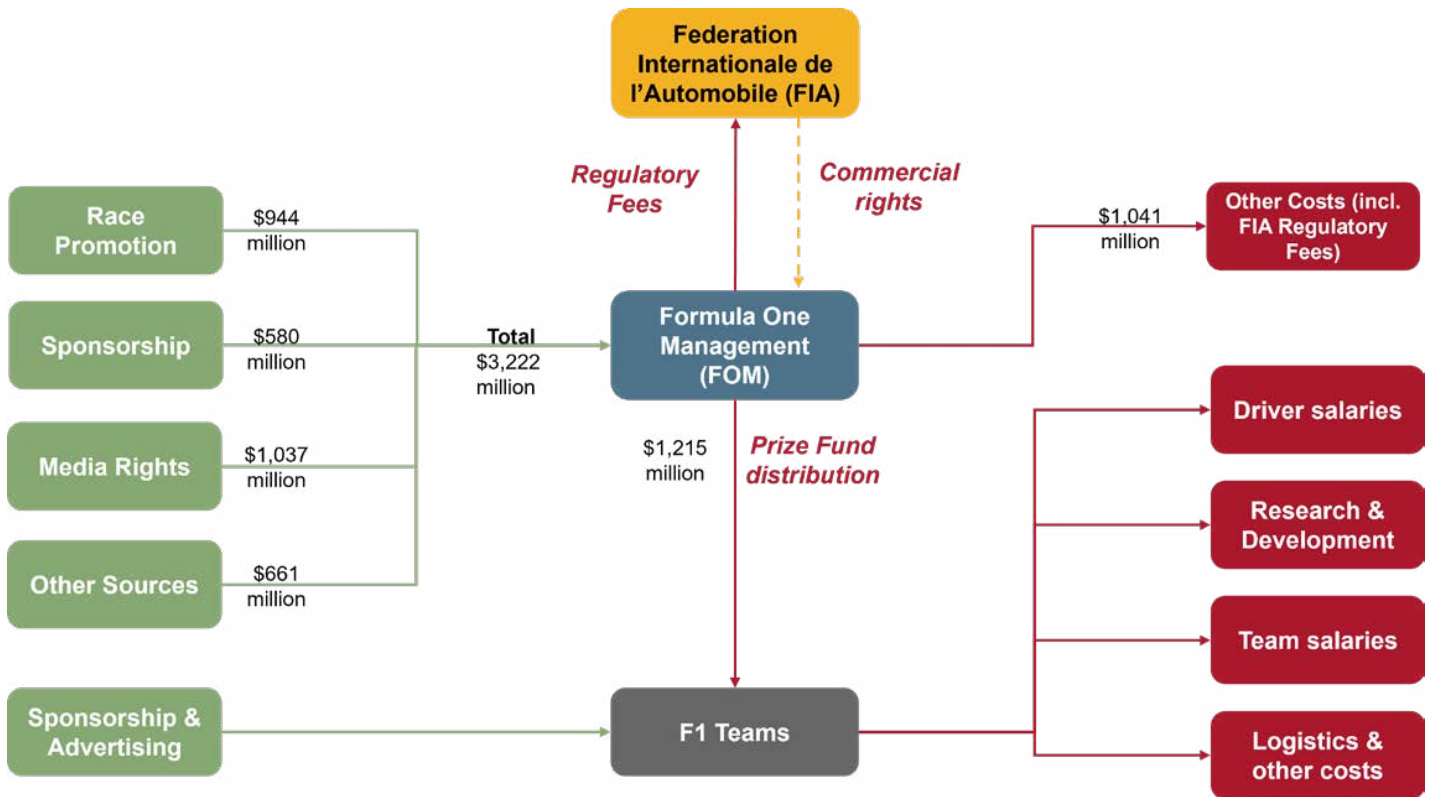 Federation
Internationale de
l'Automobile (FIA)
Regulatory
Fees
Commercial
rights
Race
Promotion
$944
million
$1,041
million
Other Costs (incl.
FIA Regulatory
Fees)
Sponsorship
$580
million
Total
$3,222
million
Formula One
Management
(FOM)
Driver salaries
Media Rights
$1,037
million
$1,215
million
Prize Fund
distribution
Research &
Development
Other Sources
$661
million
Team salaries
Sponsorship &
Advertising
F1 Teams
Logistics &
other costs